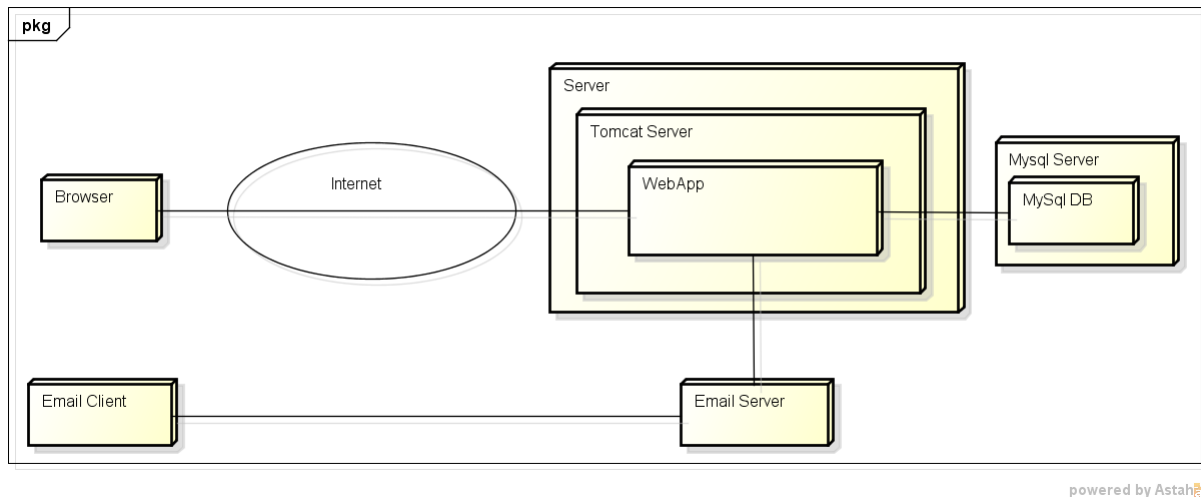 pkg
Server
Tomcat Server
Internet
WebApp
Mysql Server
Browser
MySql DB
Email Client
Email Server
powered by Astah